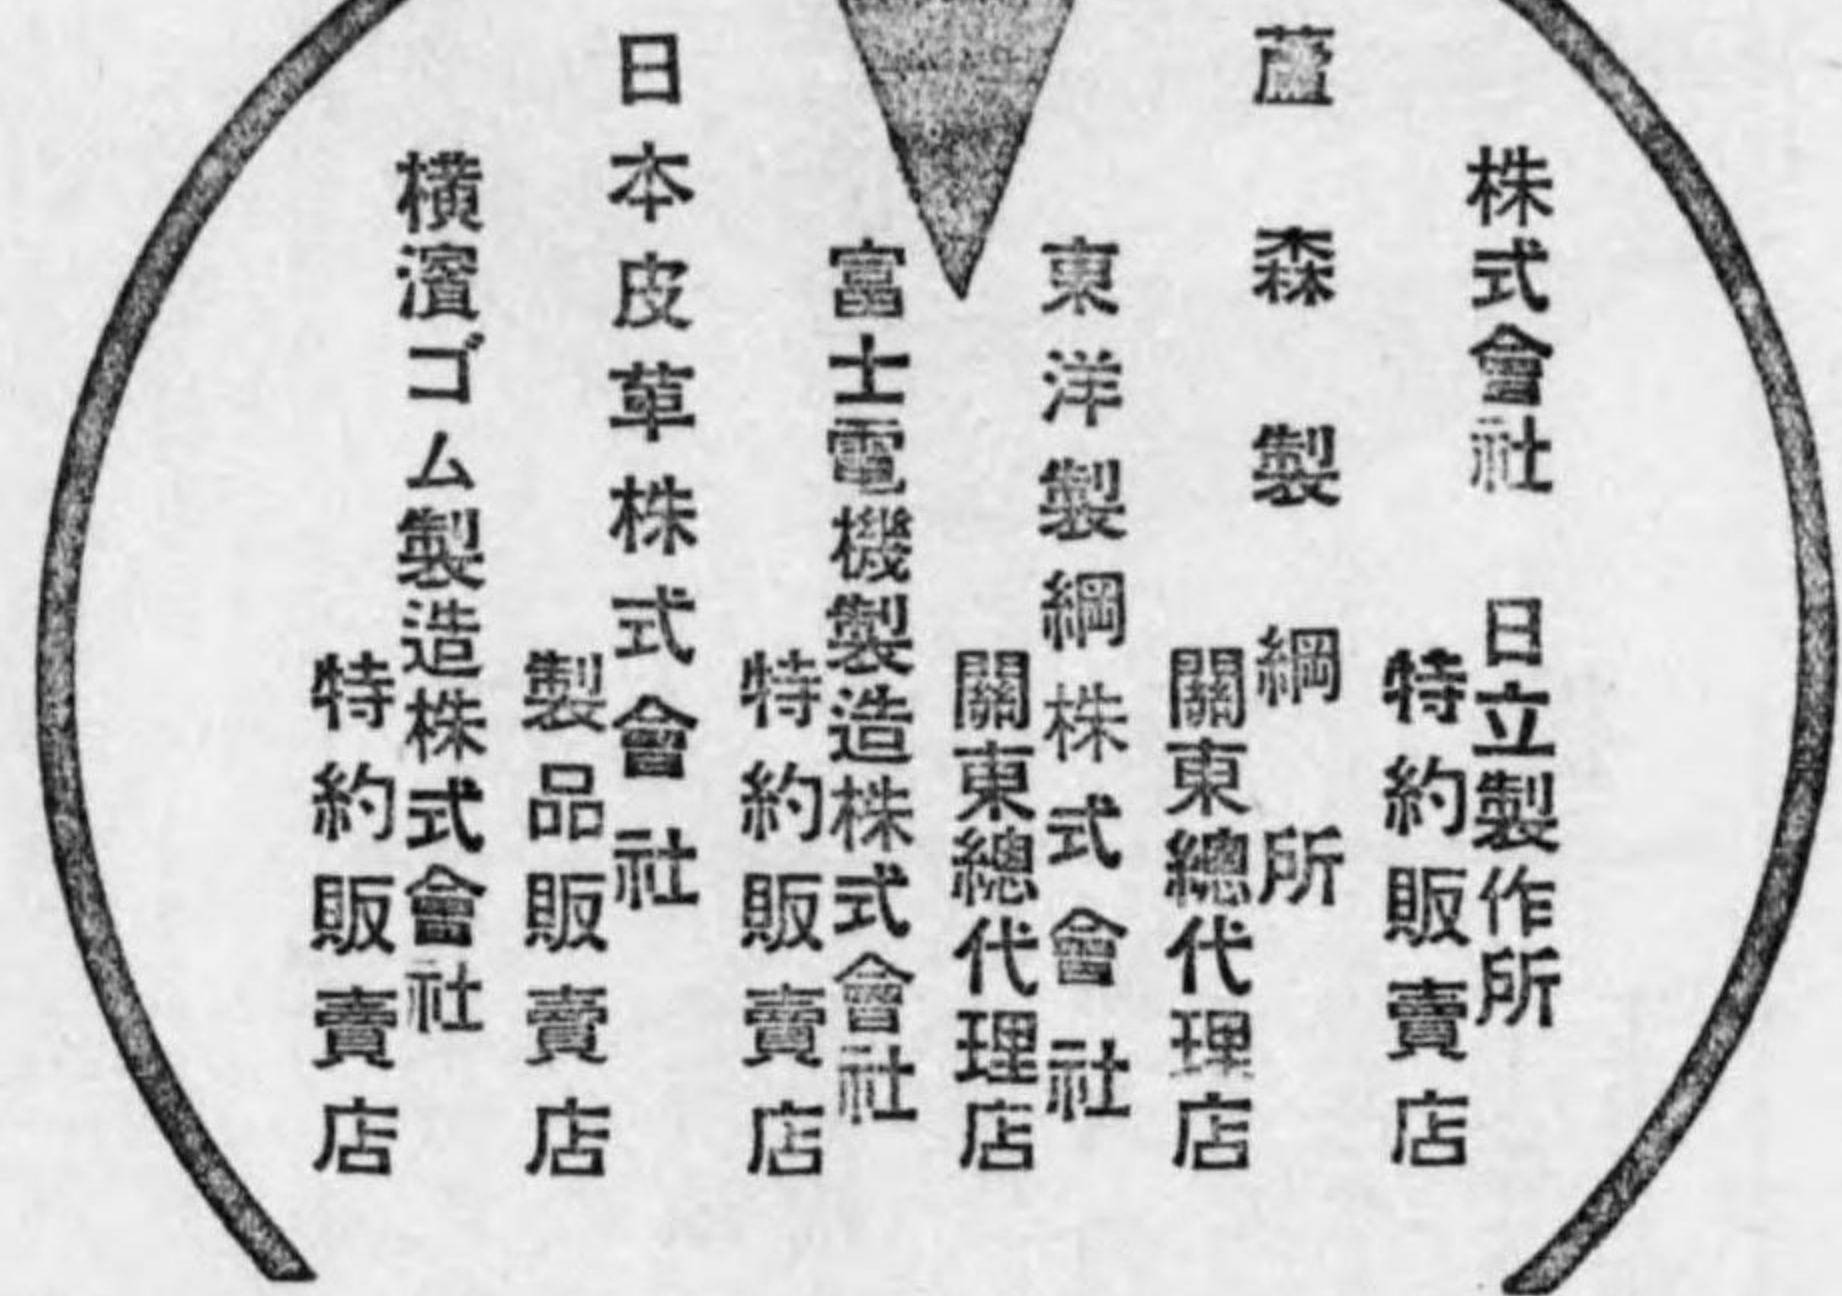 株式會社 日立製作所
特約販賣店
蘆森製綱所
關東總代理店
東洋製綱株式會社
關東總代理店
富士電機製造株式會社
特約販賣店
日本皮革株式會社
製品販賣店
橫濱ゴム製造株式會社
特約販賣店